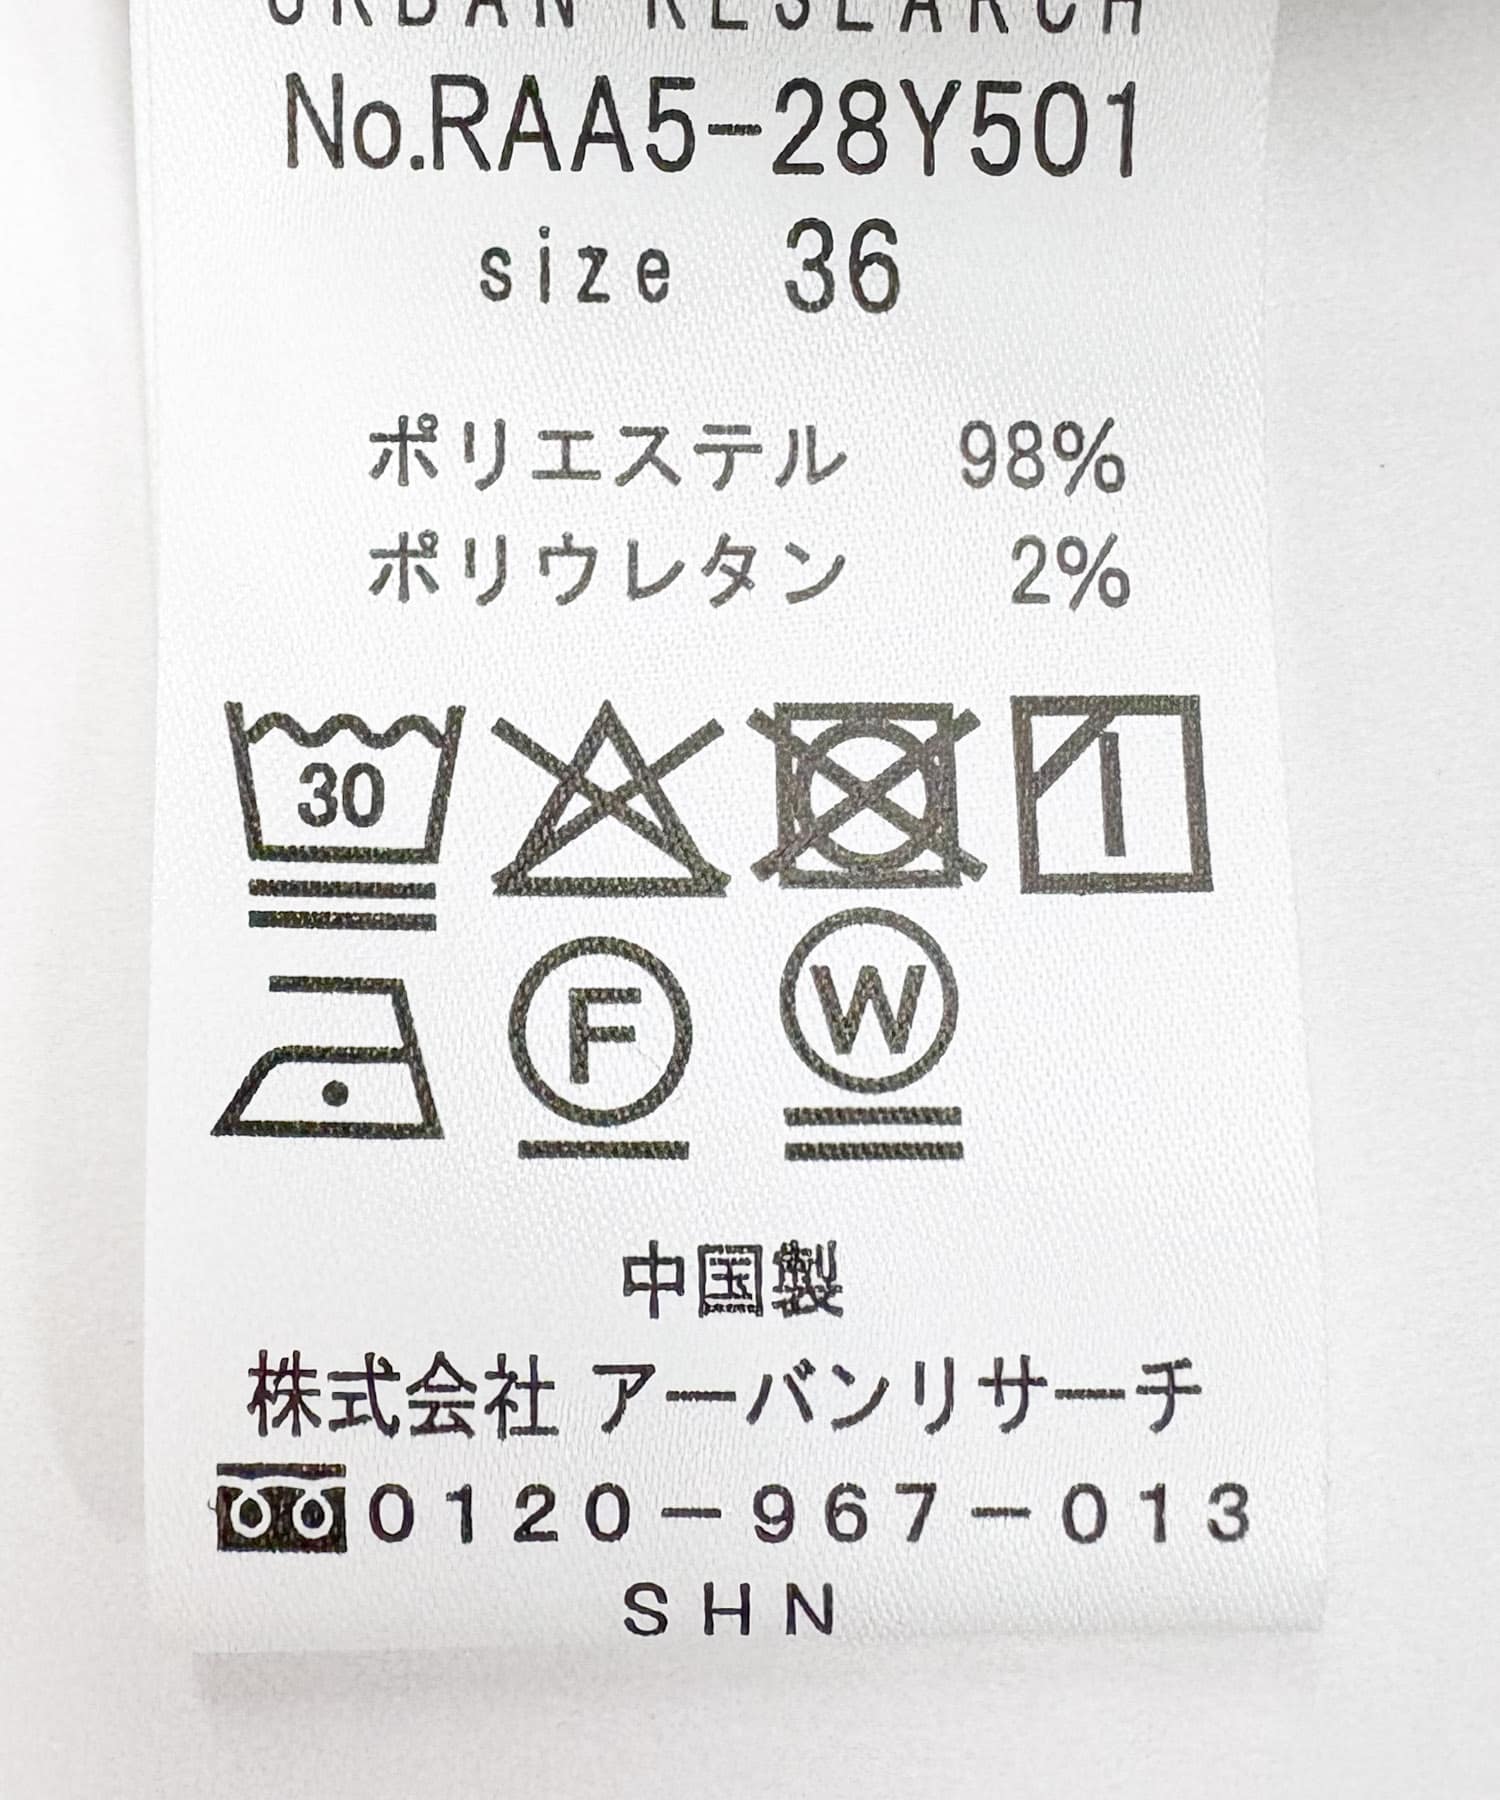 URBAN RESEARCH
No.RAA5-28Y501
size 36
ポリエステル 98%
ポリウレタン 2%
30
F W
中国製
株式会社 アーバンリサーチ
0120-967-013
SHN